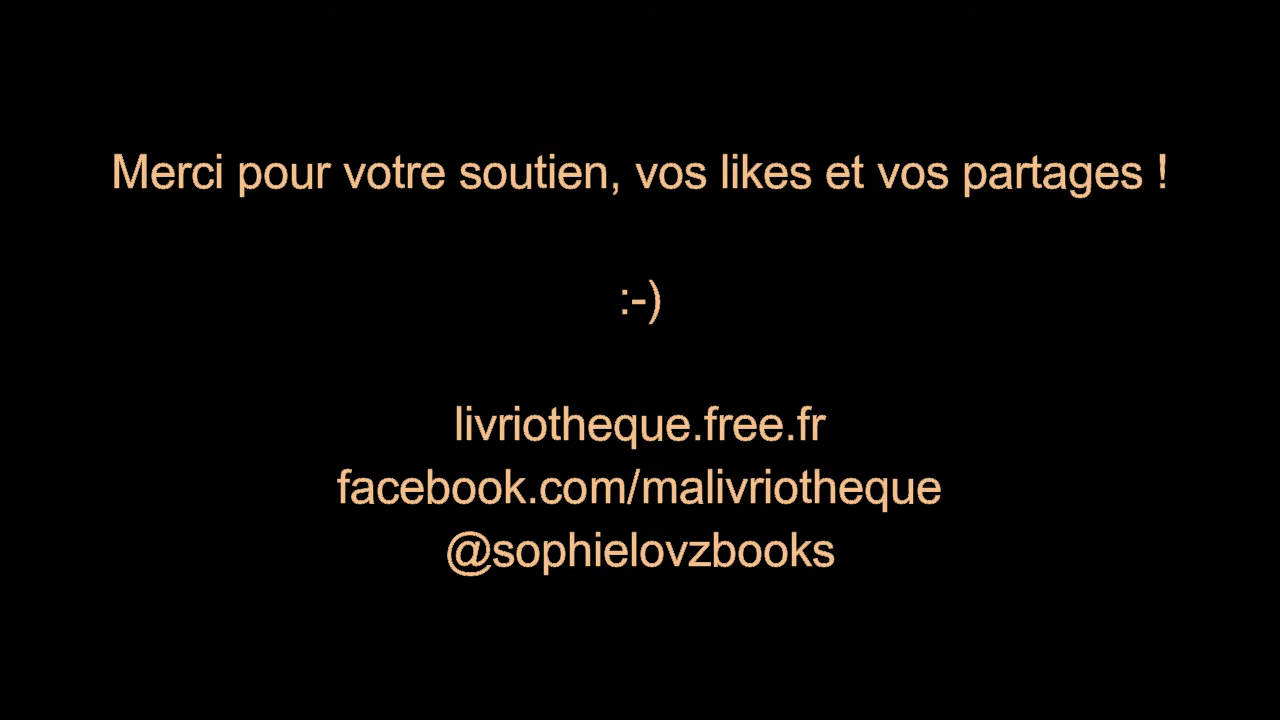 Merci pour votre soutien, vos likes et vos partages !
:-)
livriotheque.free.fr
facebook.com/malivriotheque
@sophielovzbooks